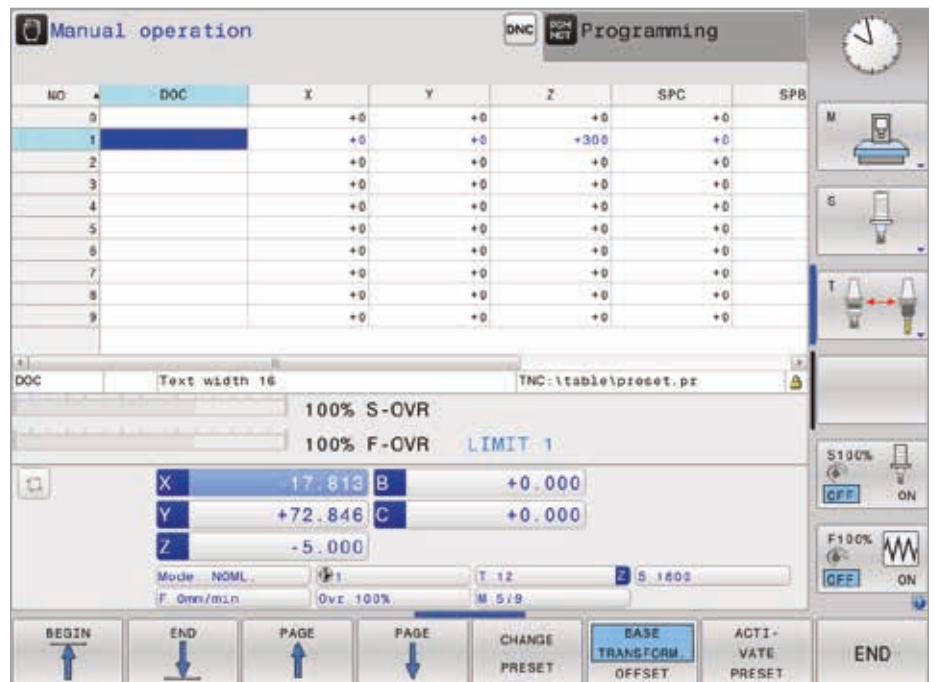 Manual operation DNC PGM MGT Programming
NO DOC X Y Z SPC SPB
0 +0 +0 +0 +0
1 +0 +0 +300 +0
2 +0 +0 +0 +0
3 +0 +0 +0 +0
4 +0 +0 +0 +0
5 +0 +0 +0 +0
6 +0 +0 +0 +0
7 +0 +0 +0 +0
8 +0 +0 +0 +0
9 +0 +0 +0 +0
DOC Text width 16 TNC:\table\preset.pr
100% S-OVR
100% F-OVR LIMIT 1
X -17.813 B +0.000
Y +72.846 C +0.000
Z -5.000
Mode NOML. 1 T 12 Z S 1800
F 0mm/min Ovr 100% M 5/9
M
S
T
S100%
OFF ON
F100%
OFF ON
BEGIN
END
PAGE
PAGE
CHANGE
PRESET
BASE
TRANSFORM.
OFFSET
ACTI-
VATE
PRESET
END